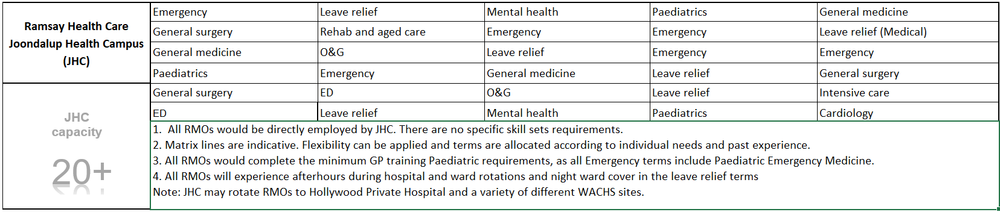 Ramsay Health Care
Joondalup Health Campus
(JHC)
Emergency Leave relief Mental health Paediatrics General medicine
General surgery Rehab and aged care Emergency Emergency Leave relief (Medical)
General medicine O&G Leave relief Emergency Emergency
Paediatrics Emergency General medicine Leave relief General surgery
JHC
capacity
20+
General surgery ED O&G Leave relief Intensive care
ED Leave relief Mental health Paediatrics Cardiology
1.  All RMOs would be directly employed by JHC. There are no specific skill sets requirements.
2. Matrix lines are indicative. Flexibility can be applied and terms are allocated according to individual needs and past experience.
3. All RMOs would complete the minimum GP training Paediatric requirements, as all Emergency terms include Paediatric Emergency Medicine.
4. All RMOs will experience afterhours during hospital and ward rotations and night ward cover in the leave relief terms
Note: JHC may rotate RMOs to Hollywood Private Hospital and a variety of different WACHS sites.